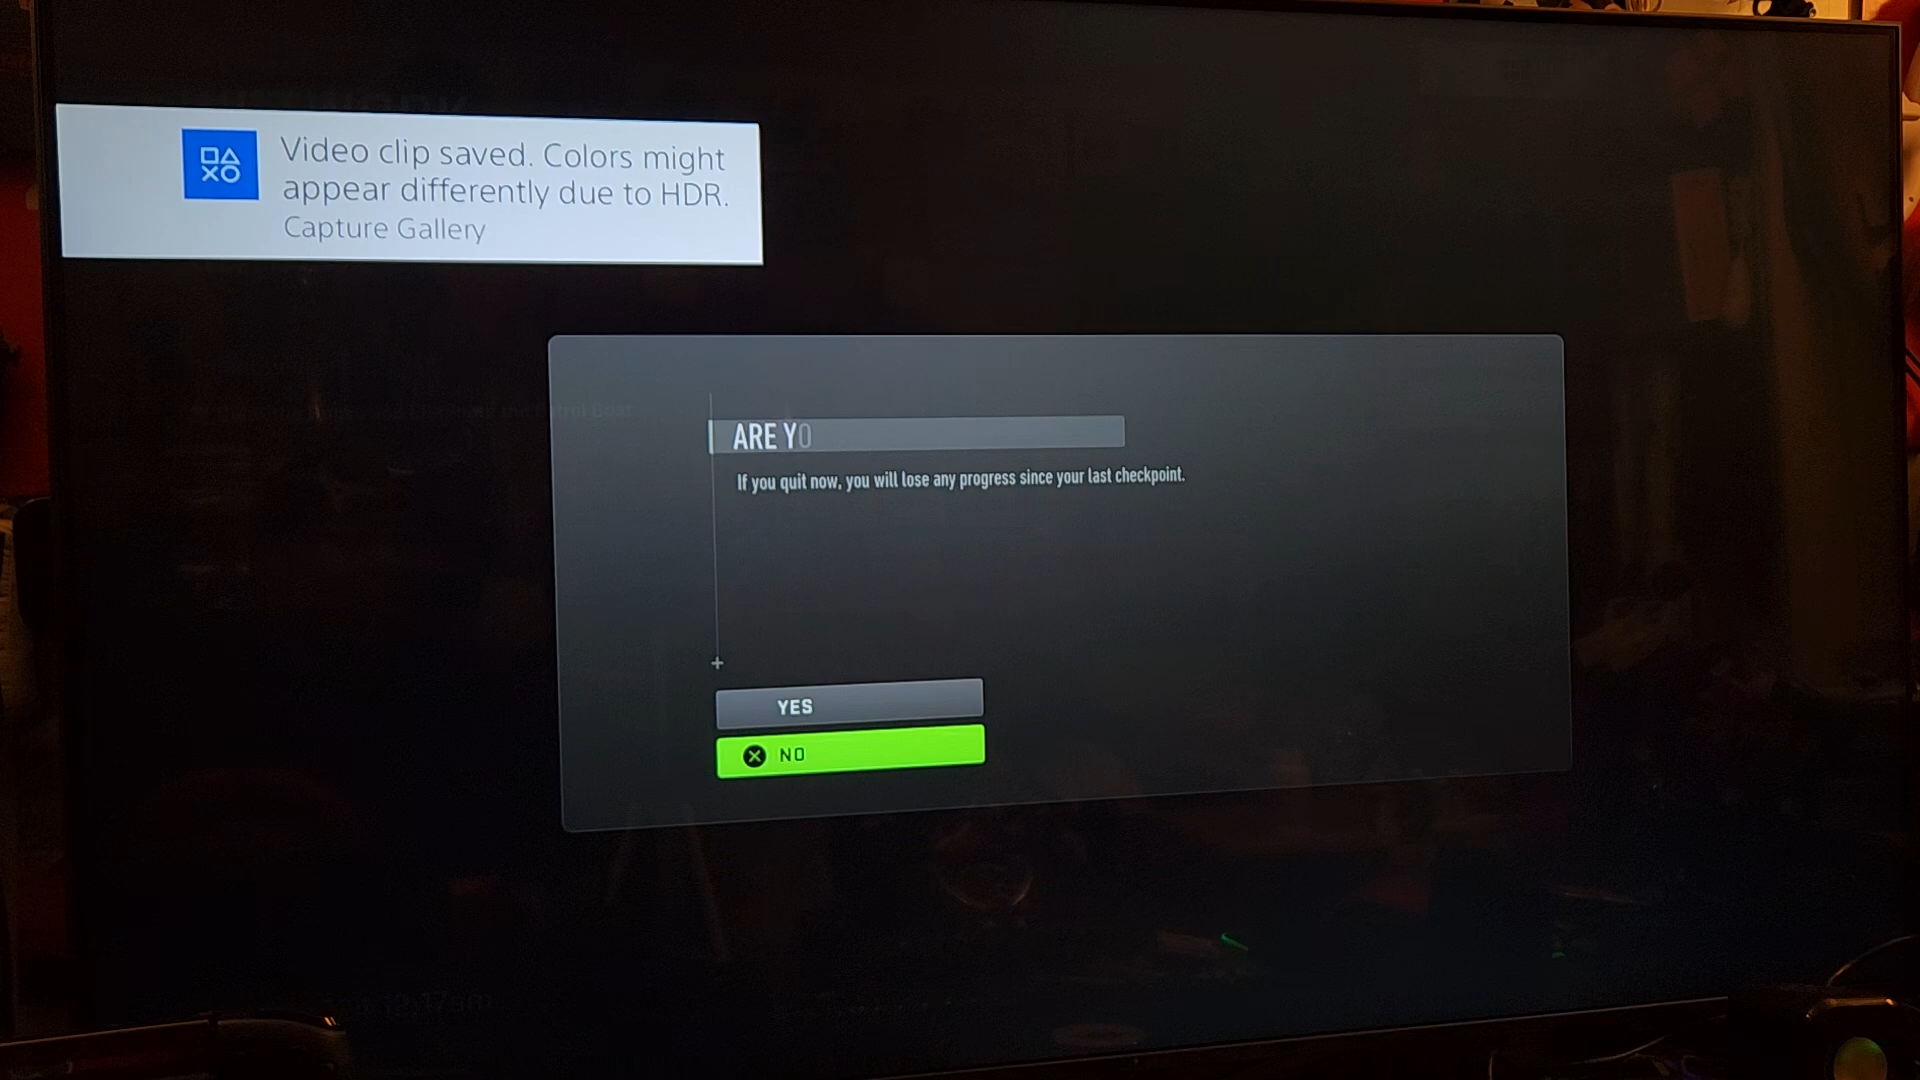 Video clip saved. Colors might
appear differently due to HDR.
Capture Gallery
ARE YO
If you quit now, you will lose any progress since your last checkpoint.
YES
NO